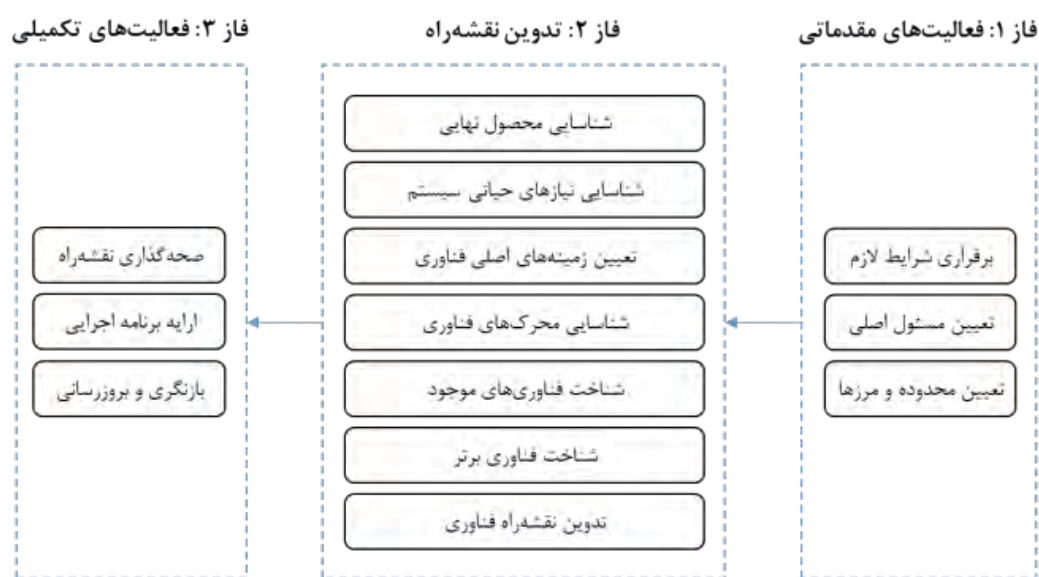 فاز ۱: فعالیت‌های مقدماتی
برقراری شرایط لازم
تعیین مسئول اصلی
تعیین محدوده و مرزها
فاز ۲: تدوین نقشه‌راه
شناسایی محصول نهایی
شناسایی نیازهای حیاتی سیستم
تعیین زمینه‌های اصلی فناوری
شناسایی محرک‌های فناوری
شناخت فناوری‌های موجود
شناخت فناوری برتر
تدوین نقشه‌راه فناوری
فاز ۳: فعالیت‌های تکمیلی
صحه‌گذاری نقشه‌راه
ارایه برنامه اجرایی
بازنگری و بروزرسانی